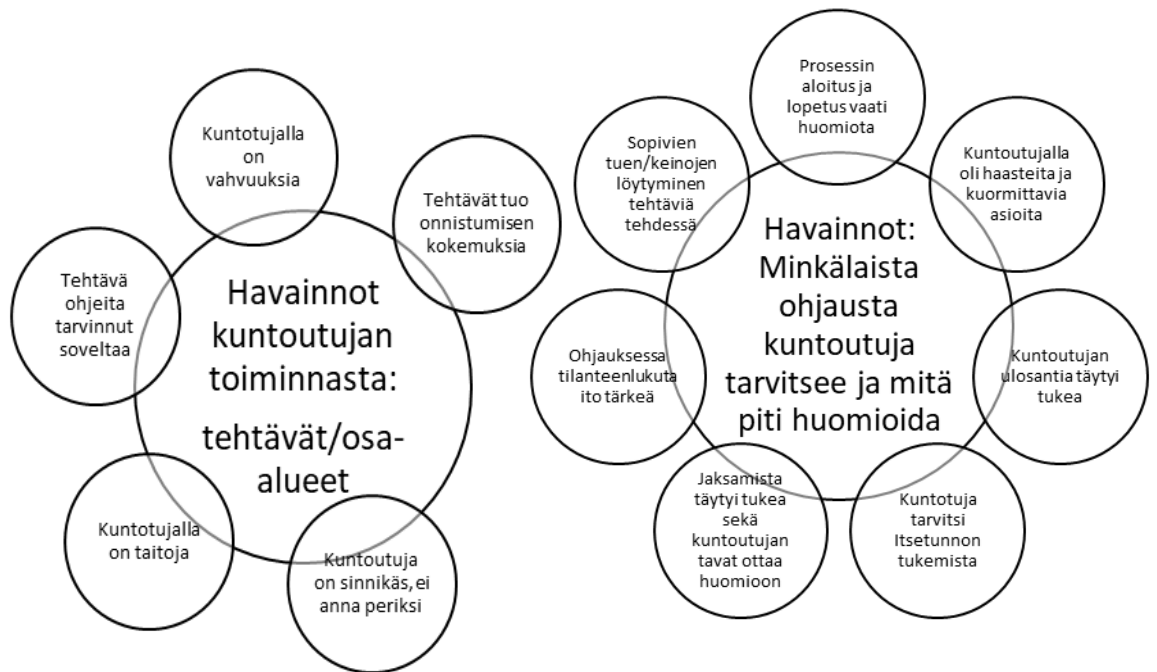 Kuntotujalla
on
vahvuuksia
Tehtävät tuo
onnistumisen
kokemuksia
Tehtävä
ohjeita
tarvinnut
soveltaa
Havainnot
kuntoutujan
toiminnasta:
tehtävät/osa-
alueet
Kuntotujalla
on taitoja
Kuntoutuja
on sinnikäs, ei
anna periksi
Prosessin
aloitus ja
lopetus vaati
huomiota
Sopivien
tuen/keinojen
löytyminen
tehtäviä
tehdessä
Kuntoutujalla
oli haasteita ja
kuormittavia
asioita
Havainnot:
Minkälaista
ohjausta
kuntoutuja
tarvitsee ja mitä
piti huomioida
Ohjauksessa
tilanteenlukuta
ito tärkeä
Kuntoutujan
ulosantia täytyi
tukea
Jaksamista
täytyi tukea
sekä
kuntoutujan
tavat ottaa
huomioon
Kuntotuja
tarvitsi
Itsetunnon
tukemista